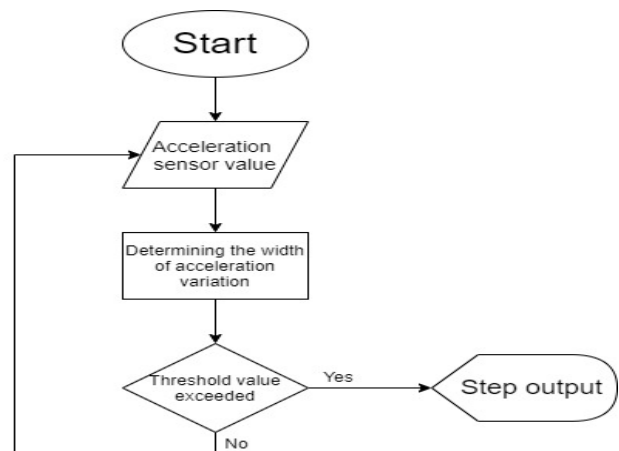 Start
Acceleration
sensor value
Determining the width
of acceleration
variation
Threshold value
exceeded
Yes
Step output
No